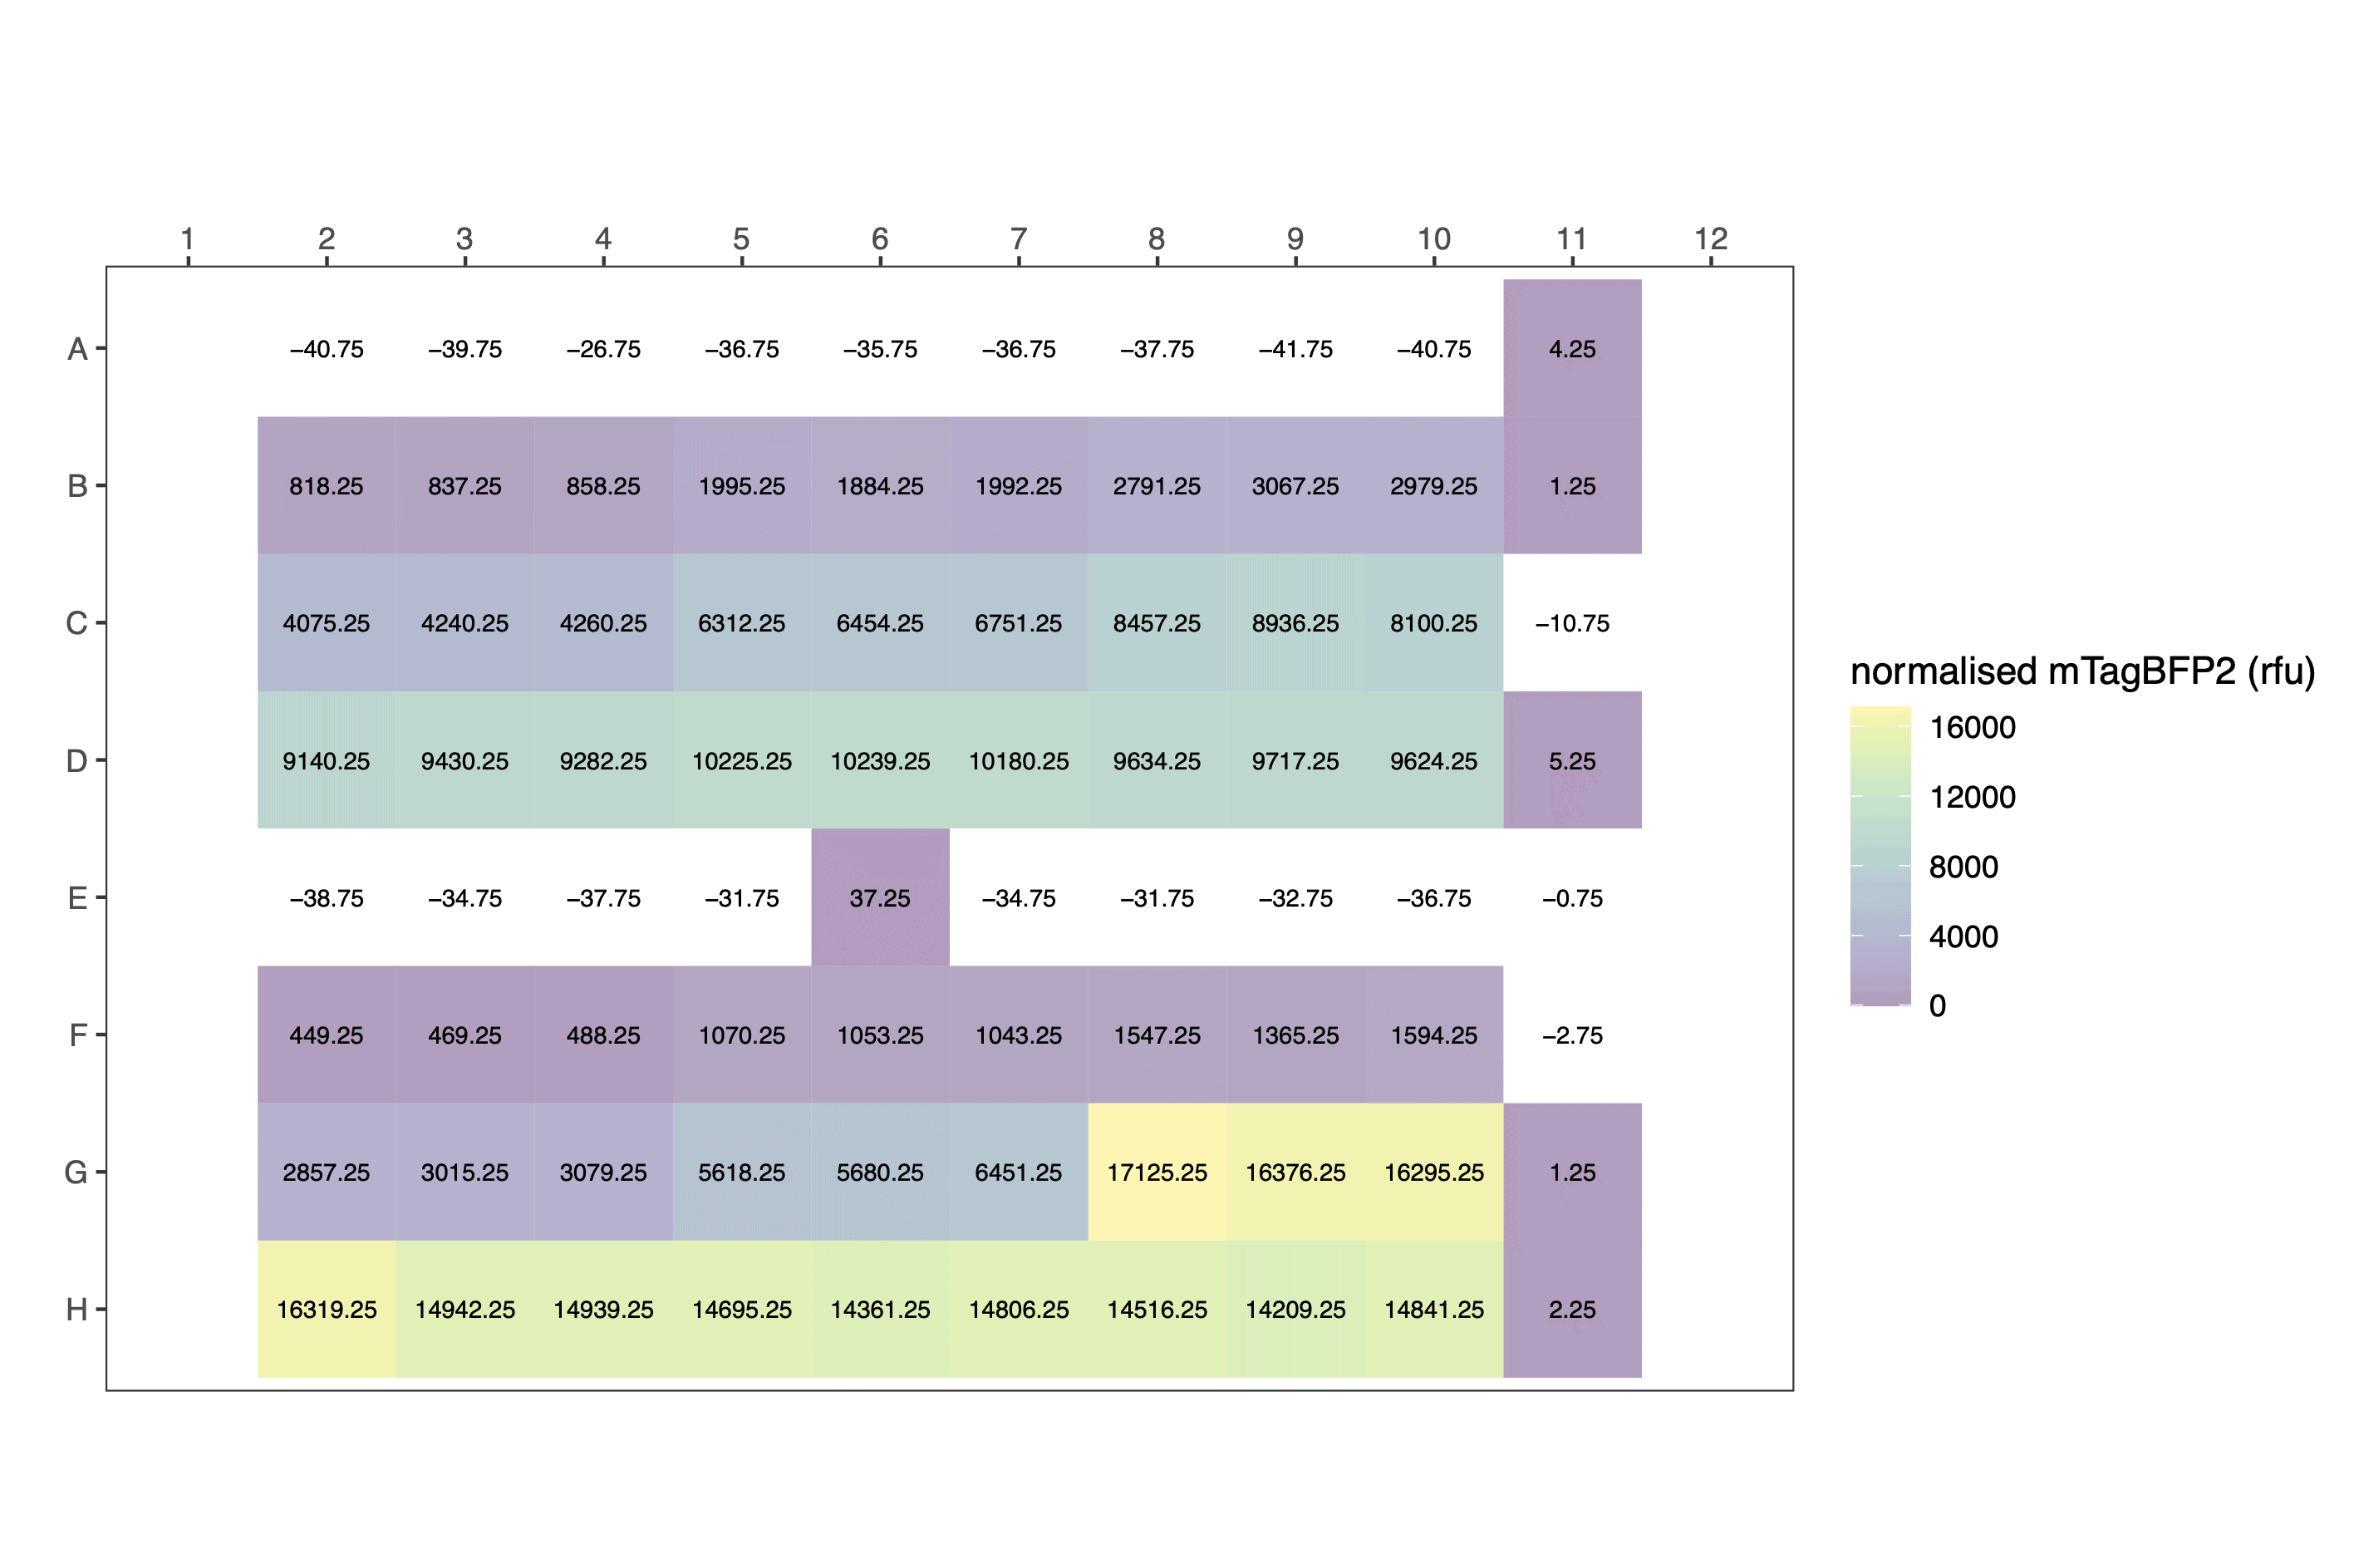 1 2 3 4 5 6 7 8 9 10 11 12
A −40.75 −39.75 −26.75 −36.75 −35.75 −36.75 −37.75 −41.75 −40.75 4.25
B 818.25 837.25 858.25 1995.25 1884.25 1992.25 2791.25 3067.25 2979.25 1.25
C 4075.25 4240.25 4260.25 6312.25 6454.25 6751.25 8457.25 8936.25 8100.25 −10.75
D 9140.25 9430.25 9282.25 10225.25 10239.25 10180.25 9634.25 9717.25 9624.25 5.25
E −38.75 −34.75 −37.75 −31.75 37.25 −34.75 −31.75 −32.75 −36.75 −0.75
F 449.25 469.25 488.25 1070.25 1053.25 1043.25 1547.25 1365.25 1594.25 −2.75
G 2857.25 3015.25 3079.25 5618.25 5680.25 6451.25 17125.25 16376.25 16295.25 1.25
H 16319.25 14942.25 14939.25 14695.25 14361.25 14806.25 14516.25 14209.25 14841.25 2.25
normalised mTagBFP2 (rfu)
16000
12000
8000
4000
0